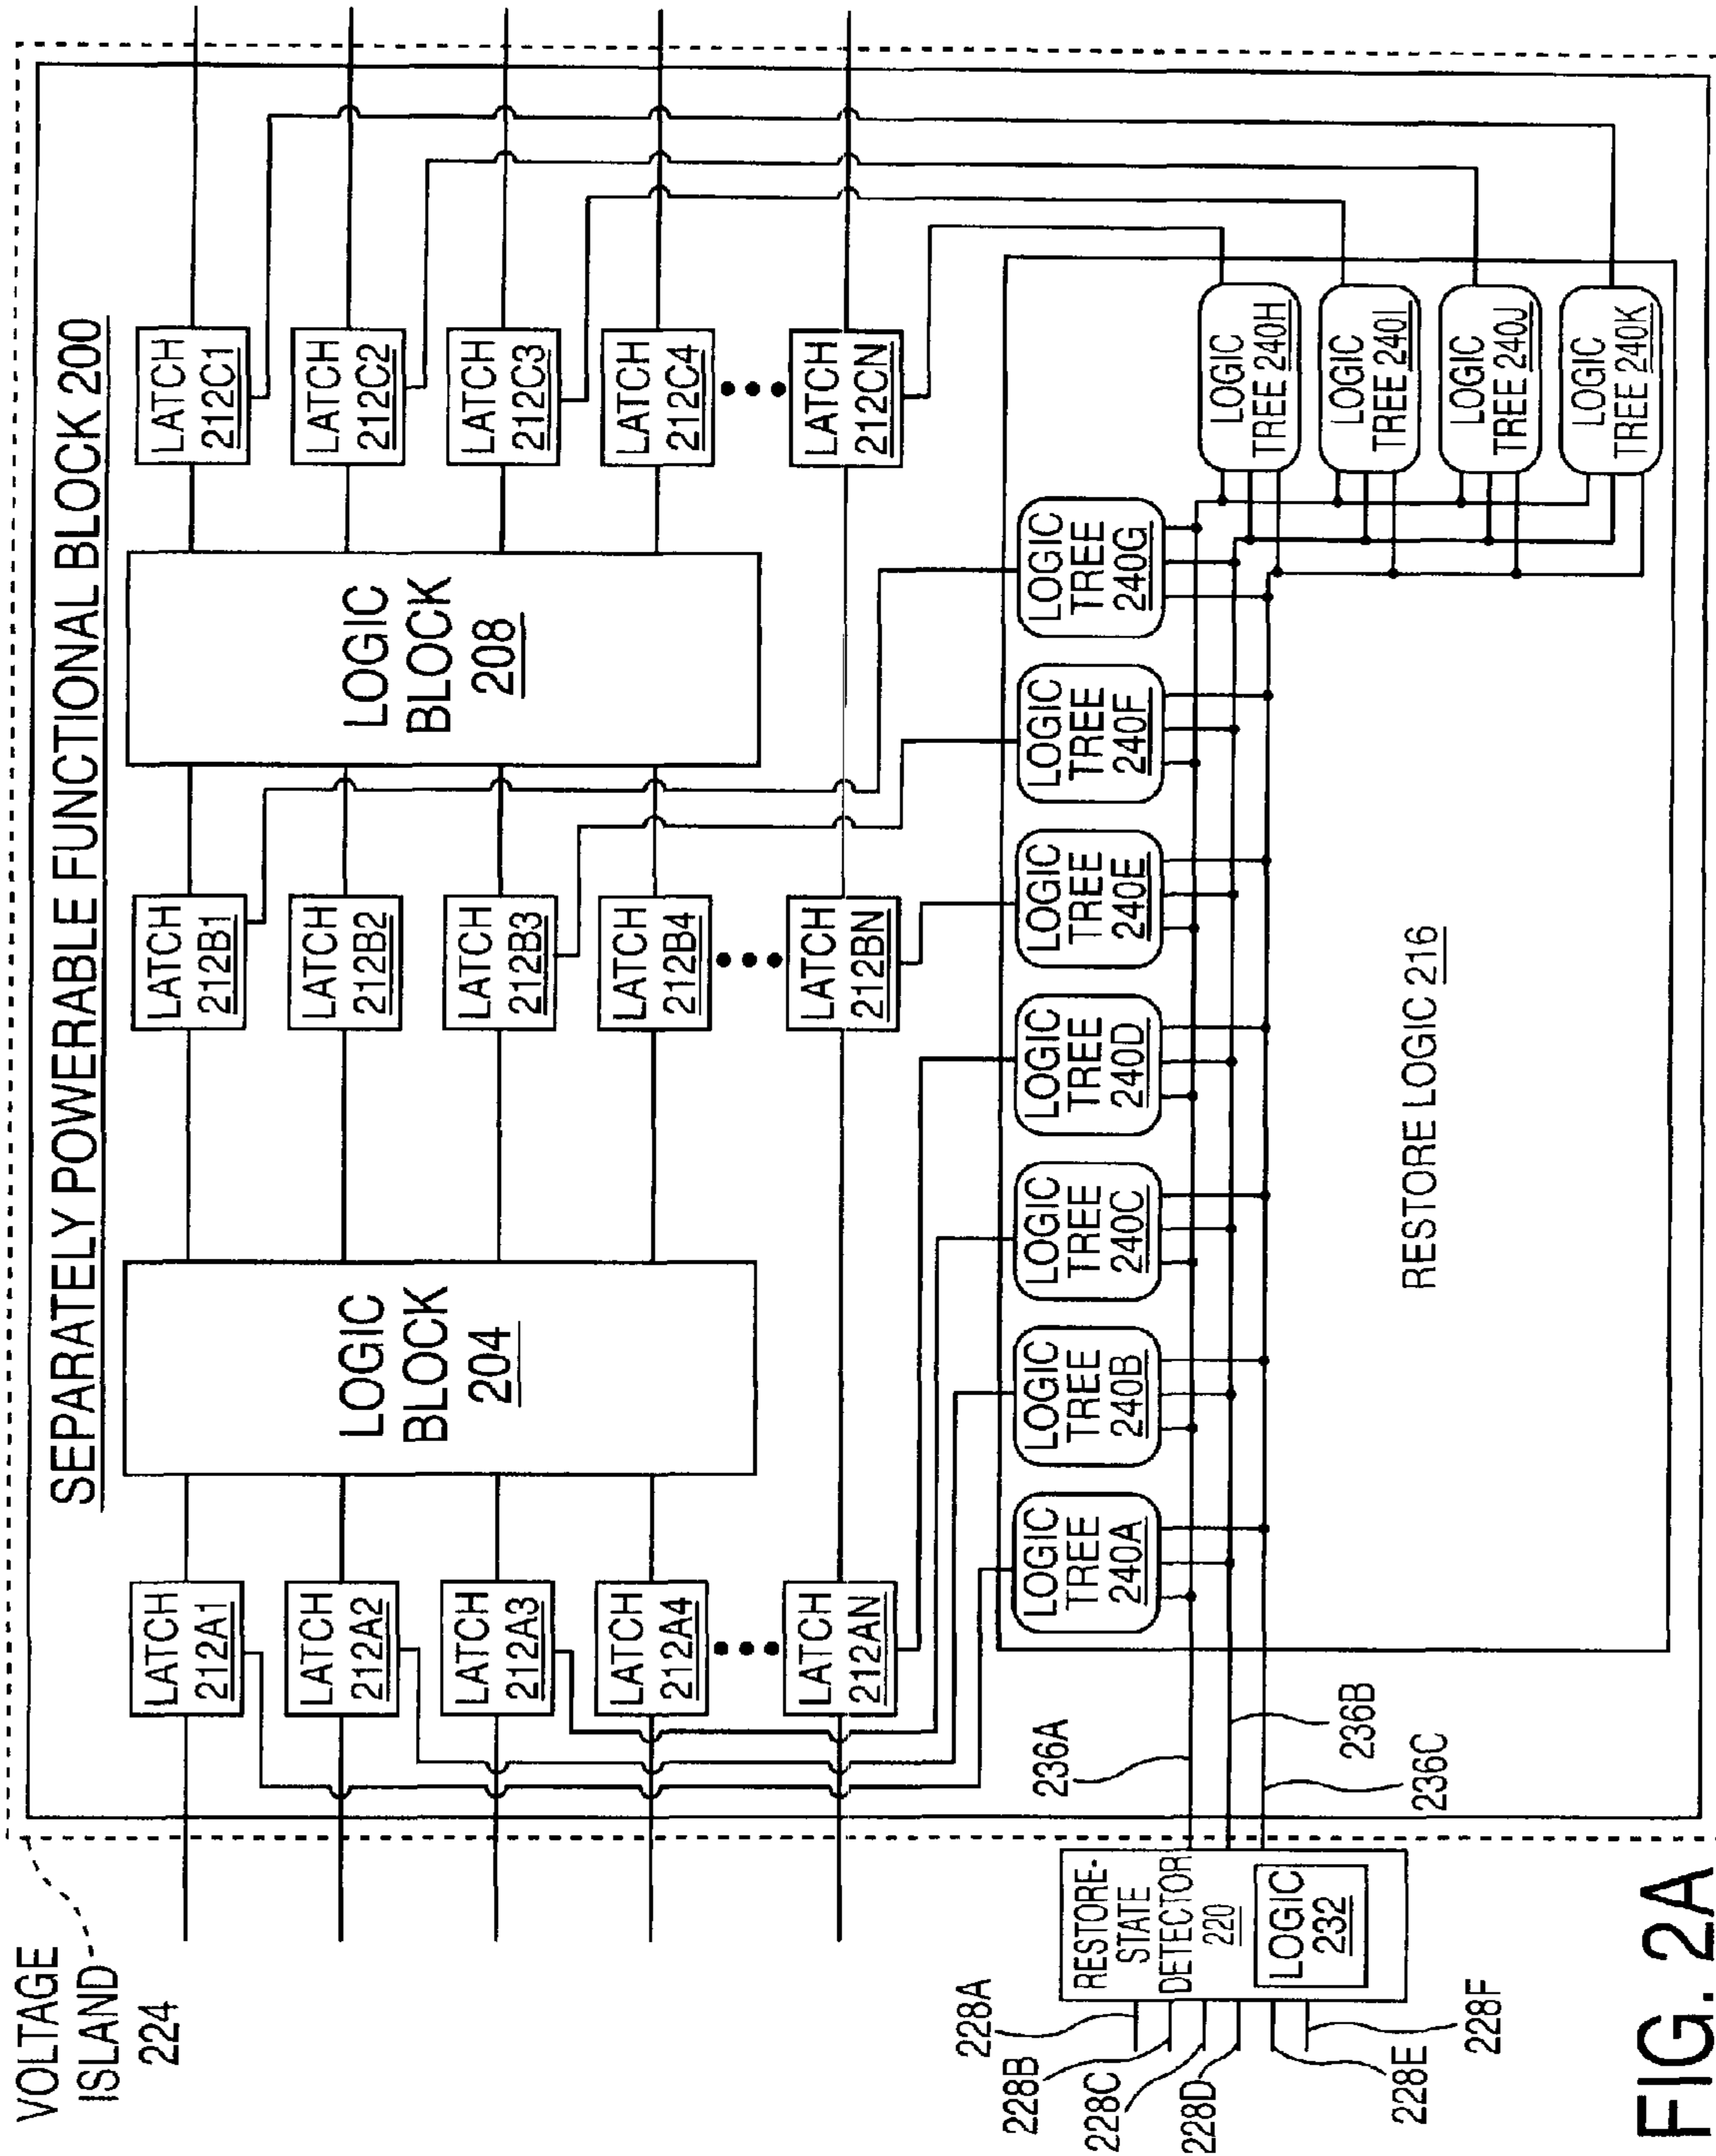 VOLTAGE
ISLAND
224
SEPARATELY POWERABLE FUNCTIONAL BLOCK 200
LATCH
212A1
LATCH
212A2
LATCH
212A3
LATCH
212A4
LATCH
212AN
LOGIC
BLOCK
204
LATCH
212B1
LATCH
212B2
LATCH
212B3
LATCH
212B4
LATCH
212BN
LOGIC
BLOCK
208
LATCH
212C1
LATCH
212C2
LATCH
212C3
LATCH
212C4
LATCH
212CN
LOGIC
TREE
240A
LOGIC
TREE
240B
LOGIC
TREE
240C
LOGIC
TREE
240D
LOGIC
TREE
240E
LOGIC
TREE
240F
LOGIC
TREE
240G
LOGIC
TREE 240H
LOGIC
TREE 240I
LOGIC
TREE 240J
LOGIC
TREE 240K
RESTORE LOGIC 216
236A
236B
236C
RESTORE-
STATE
DETECTOR
220
LOGIC
232
228A
228B
228C
228D
228E
228F
FIG. 2A